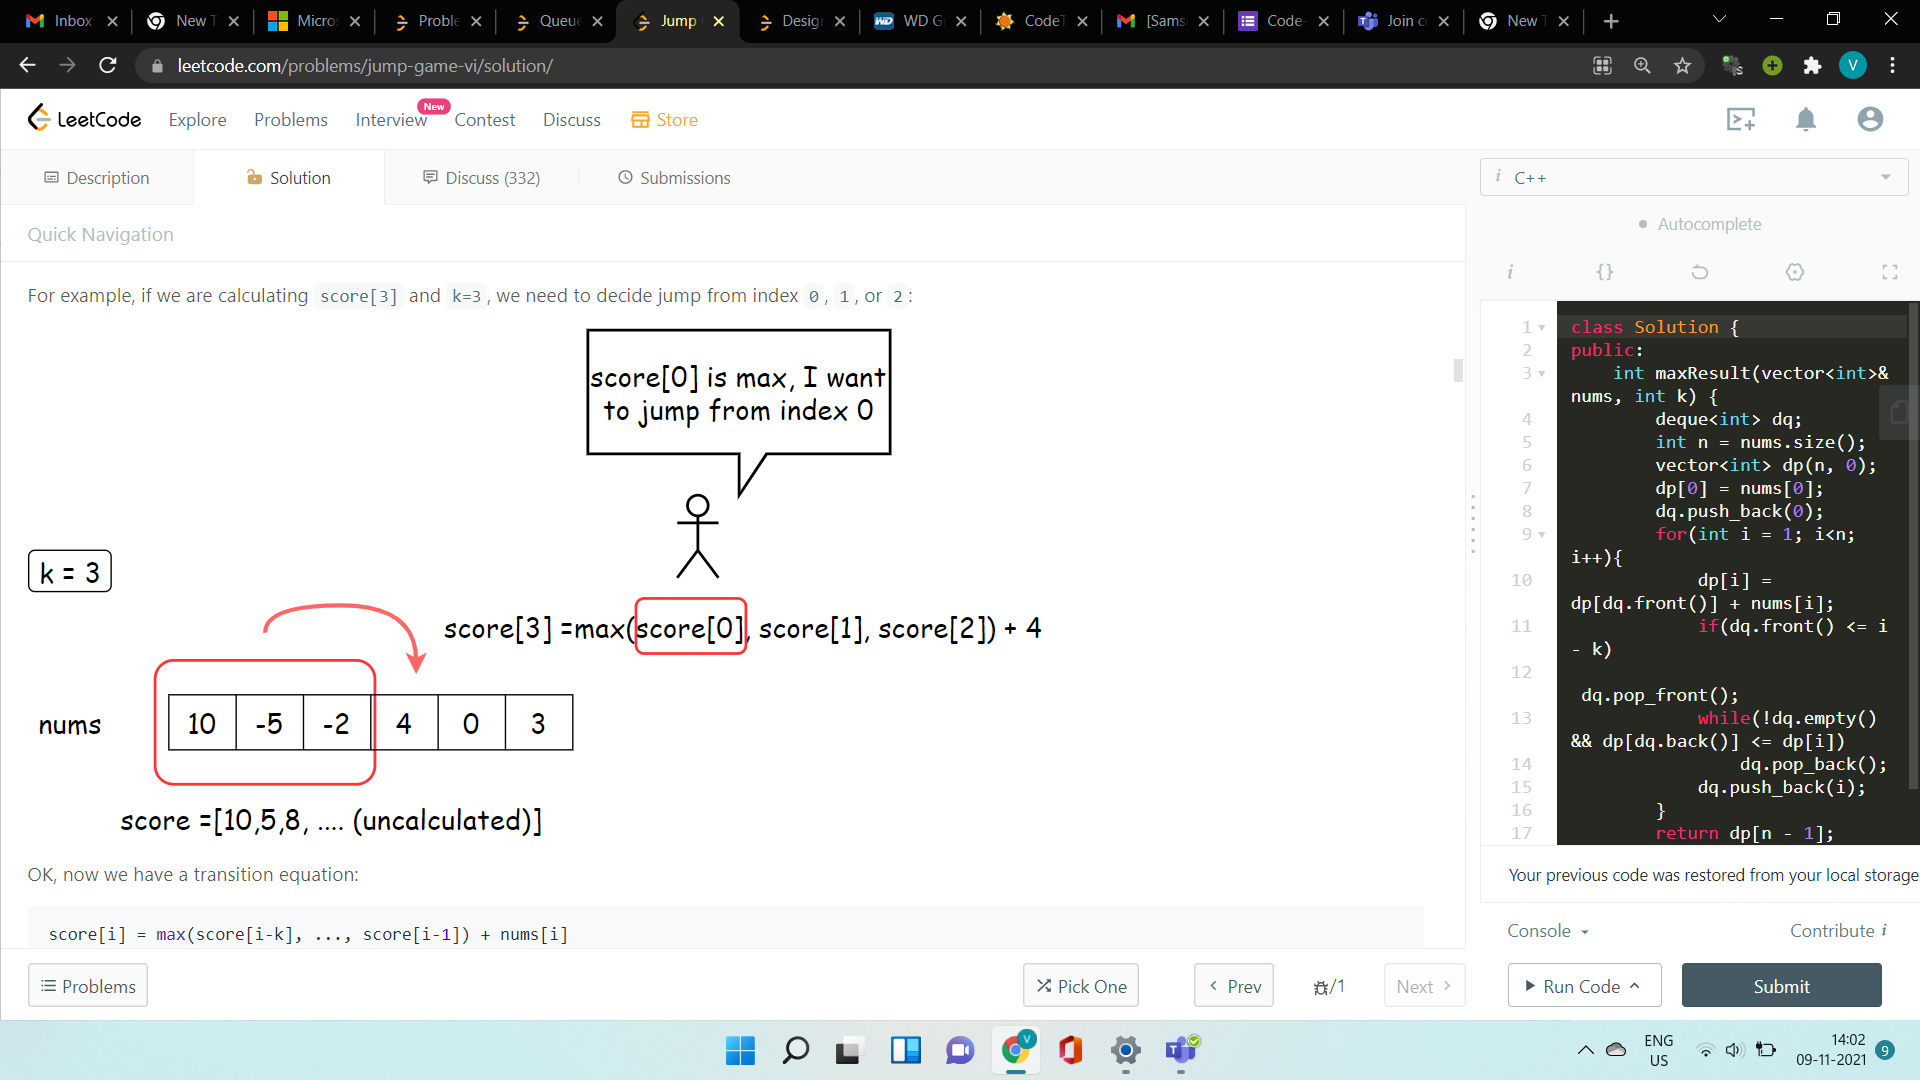 Inbox
New T
Micros
Proble
Queue
Jump
Design
WD WD G
CodeT
[Sams
Code-
Join c
New T
leetcode.com/problems/jump-game-vi/solution/
V
LeetCode
Explore
Problems
Interview
New
Contest
Discuss
Store
Description
Solution
Discuss (332)
Submissions
i C++
Quick Navigation
Autocomplete
i {}
For example, if we are calculating score[3] and k=3, we need to decide jump from index 0, 1, or 2:
score[0] is max, I want
to jump from index 0
k = 3
score[3] =max(score[0], score[1], score[2]) + 4
nums 10 -5 -2 4 0 3
score =[10,5,8, .... (uncalculated)]
OK, now we have a transition equation:
score[i] = max(score[i-k], ..., score[i-1]) + nums[i]
1 class Solution {
2 public:
3 int maxResult(vector<int>&
nums, int k) {
4 deque<int> dq;
5 int n = nums.size();
6 vector<int> dp(n, 0);
7 dp[0] = nums[0];
8 dq.push_back(0);
9 for(int i = 1; i<n;
i++){
10 dp[i] =
dp[dq.front()] + nums[i];
11 if(dq.front() <= i
- k)
12
dq.pop_front();
13 while(!dq.empty()
&& dp[dq.back()] <= dp[i])
14 dq.pop_back();
15 dq.push_back(i);
16 }
17 return dp[n - 1];
Your previous code was restored from your local storage
Console
Contribute i
Problems
Pick One
Prev
/1
Next
Run Code
Submit
V
T
ENG
US
14:02
09-11-2021
9